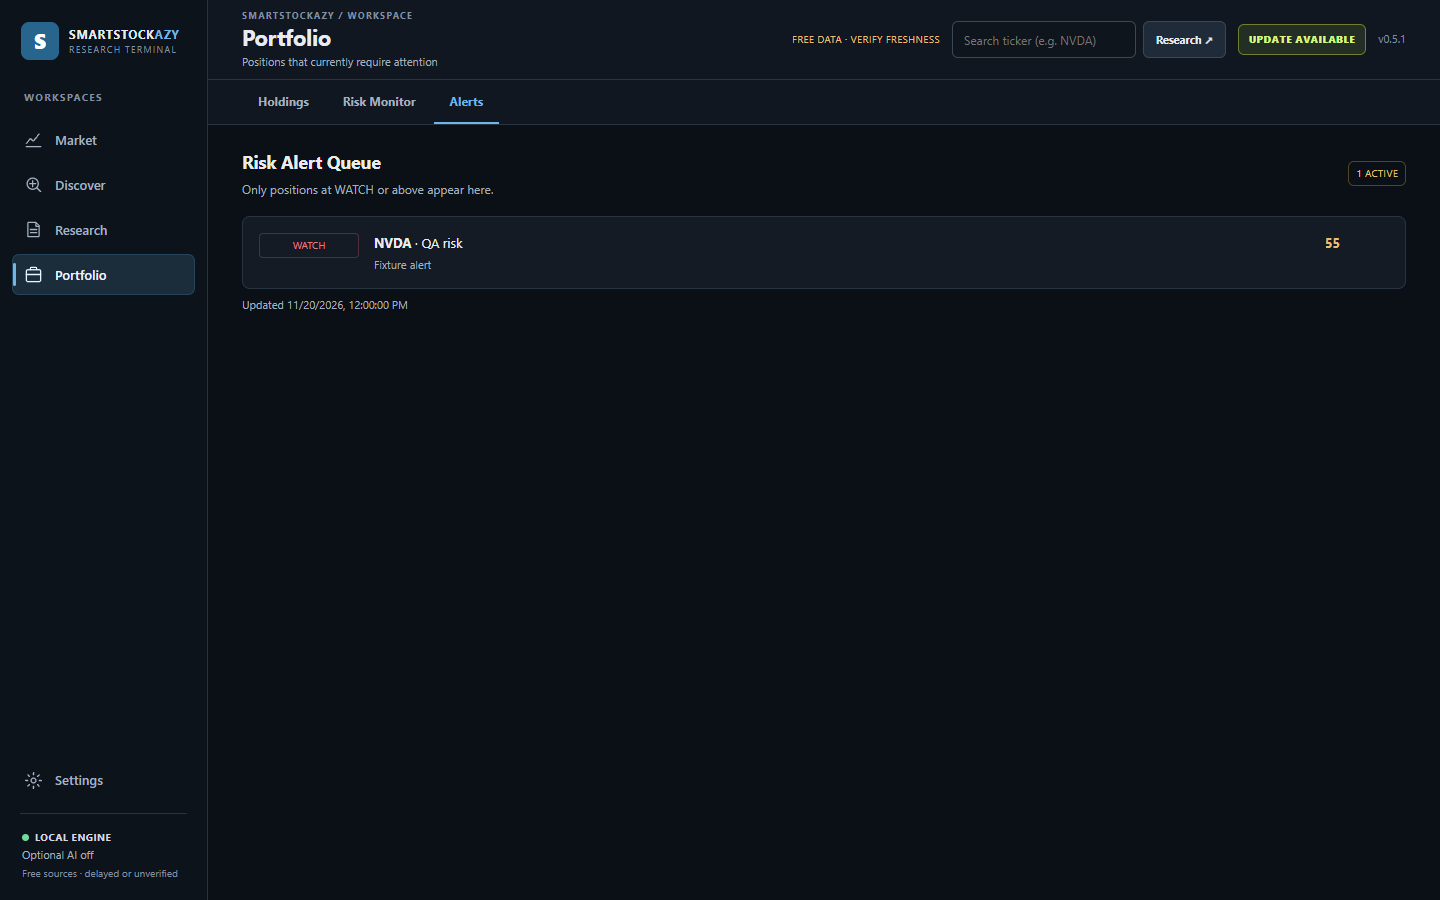 S
SMARTSTOCKAZY
RESEARCH TERMINAL
WORKSPACES
Market
Discover
Research
Portfolio
Settings
LOCAL ENGINE
Optional AI off
Free sources · delayed or unverified
SMARTSTOCKAZY / WORKSPACE
Portfolio
Positions that currently require attention
FREE DATA · VERIFY FRESHNESS
Search ticker (e.g. NVDA)
Research ↗
UPDATE AVAILABLE
v0.5.1
Holdings
Risk Monitor
Alerts
Risk Alert Queue
Only positions at WATCH or above appear here.
1 ACTIVE
WATCH
NVDA · QA risk
Fixture alert
55
Updated 11/20/2026, 12:00:00 PM